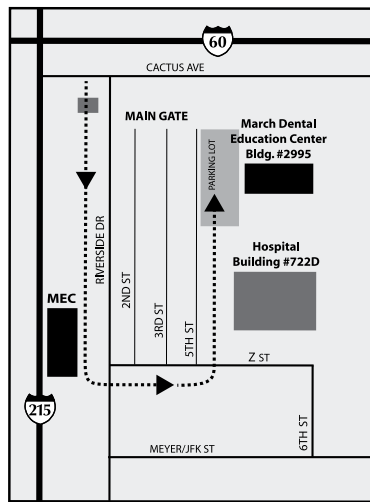 60
CACTUS AVE
MAIN GATE
March Dental
Education Center
Bldg. #2995
PARKING LOT
Hospital
Building #722D
RIVERSIDE DR
2ND ST
3RD ST
5TH ST
MEC
Z ST
215
6TH ST
MEYER/JFK ST